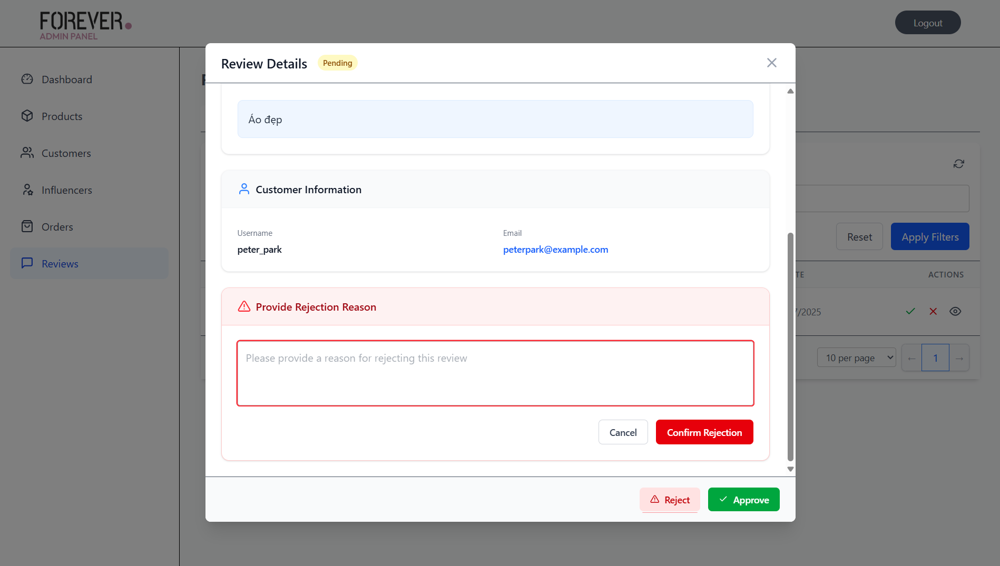 FOREVER.
ADMIN PANEL
Logout
Dashboard
Products
Customers
Influencers
Orders
Reviews
Review Details
Pending
Áo đẹp
Customer Information
Username
Email
peter_park
peterpark@example.com
Provide Rejection Reason
Please provide a reason for rejecting this review
Cancel
Confirm Rejection
Reject
Approve
Reset
Apply Filters
TE
ACTIONS
/2025
10 per page
← 1 →